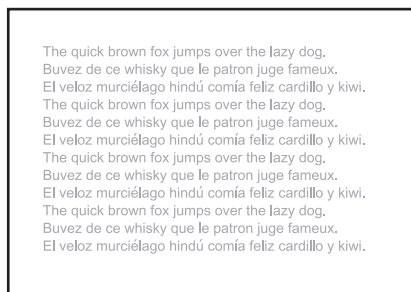 The quick brown fox jumps over the lazy dog.
Buvez de ce whisky que le patron juge fameux.
El veloz murciélago hindú comía feliz cardillo y kiwi.
The quick brown fox jumps over the lazy dog.
Buvez de ce whisky que le patron juge fameux.
El veloz murciélago hindú comía feliz cardillo y kiwi.
The quick brown fox jumps over the lazy dog.
Buvez de ce whisky que le patron juge fameux.
El veloz murciélago hindú comía feliz cardillo y kiwi.
The quick brown fox jumps over the lazy dog.
Buvez de ce whisky que le patron juge fameux.
El veloz murciélago hindú comía feliz cardillo y kiwi.